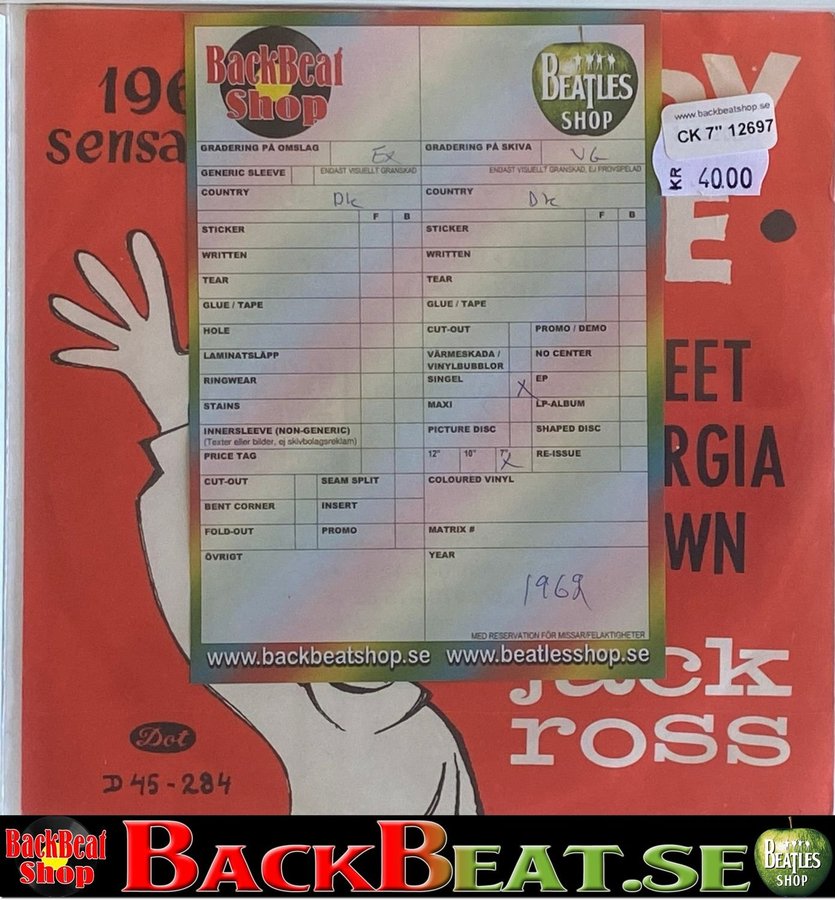 196
sensa
BackBeat
Shop
BEATLES
SHOP
www.backbeatshop.se
CK 7" 12697
KR 40.00
GRADERING PÅ OMSLAG Ex
GRADERING PÅ SKIVA VG
GENERIC SLEEVE ENDAST VISUELLT GRANSKAD
ENDAST VISUELLT GRANSKAD, EJ PROVSPELAD
COUNTRY DK
COUNTRY DK
F B
F B
STICKER
STICKER
WRITTEN
WRITTEN
TEAR
TEAR
GLUE / TAPE
GLUE / TAPE
HOLE
CUT-OUT PROMO / DEMO
LAMINATSLÄPP
VÄRMESKADA / NO CENTER
VINYLBUBBLOR
RINGWEAR
SINGEL X EP
STAINS
MAXI LP-ALBUM
INNERSLEEVE (NON-GENERIC)
(Texter eller bilder, ej skivbolagsreklam)
PICTURE DISC SHAPED DISC
PRICE TAG
12" 10" 7" X RE-ISSUE
CUT-OUT SEAM SPLIT
COLOURED VINYL
BENT CORNER INSERT
FOLD-OUT PROMO
MATRIX #
ÖVRIGT
YEAR
1962
MED RESERVATION FÖR MISSAR/FELAKTIGHETER
www.backbeatshop.se www.beatlesshop.se
Y
E
EET
RGIA
WN
jack
ross
Dot
D 45-284
BackBeat
Shop
BACKBEAT.SE
BEATLES
SHOP